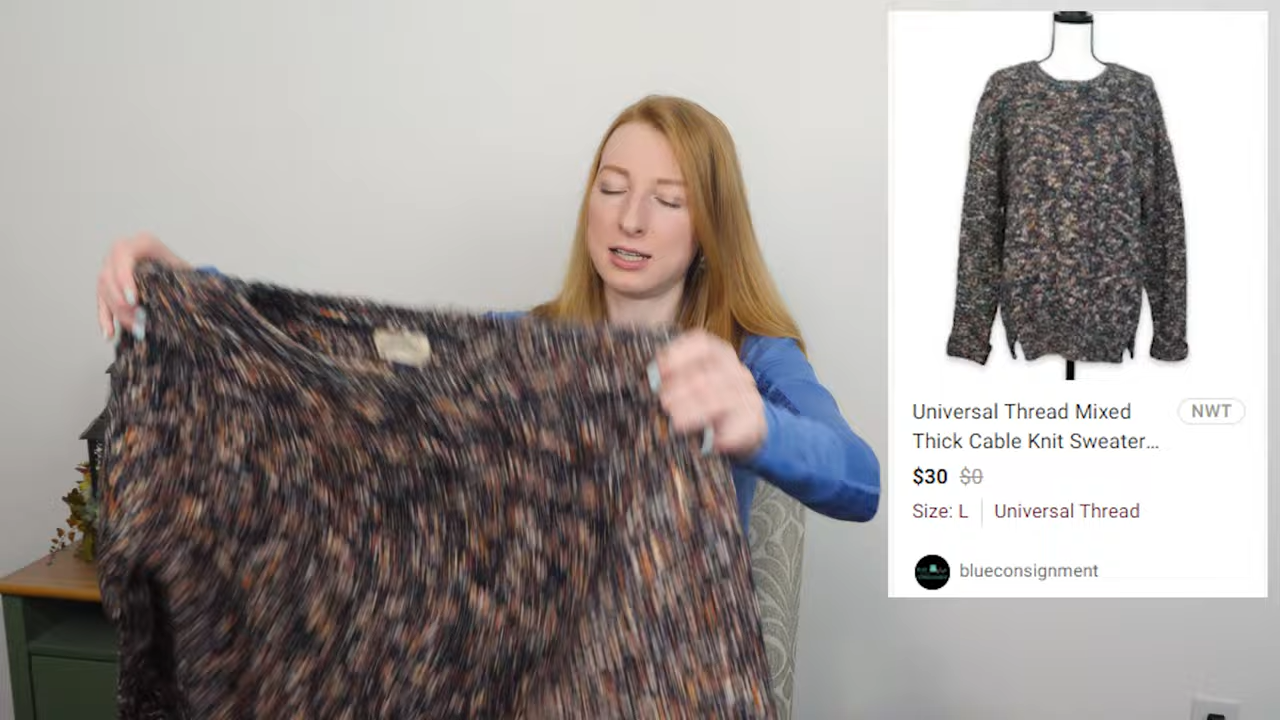 Universal Thread Mixed
NWT
Thick Cable Knit Sweater...
$30 $0
Size: L | Universal Thread
blueconsignment